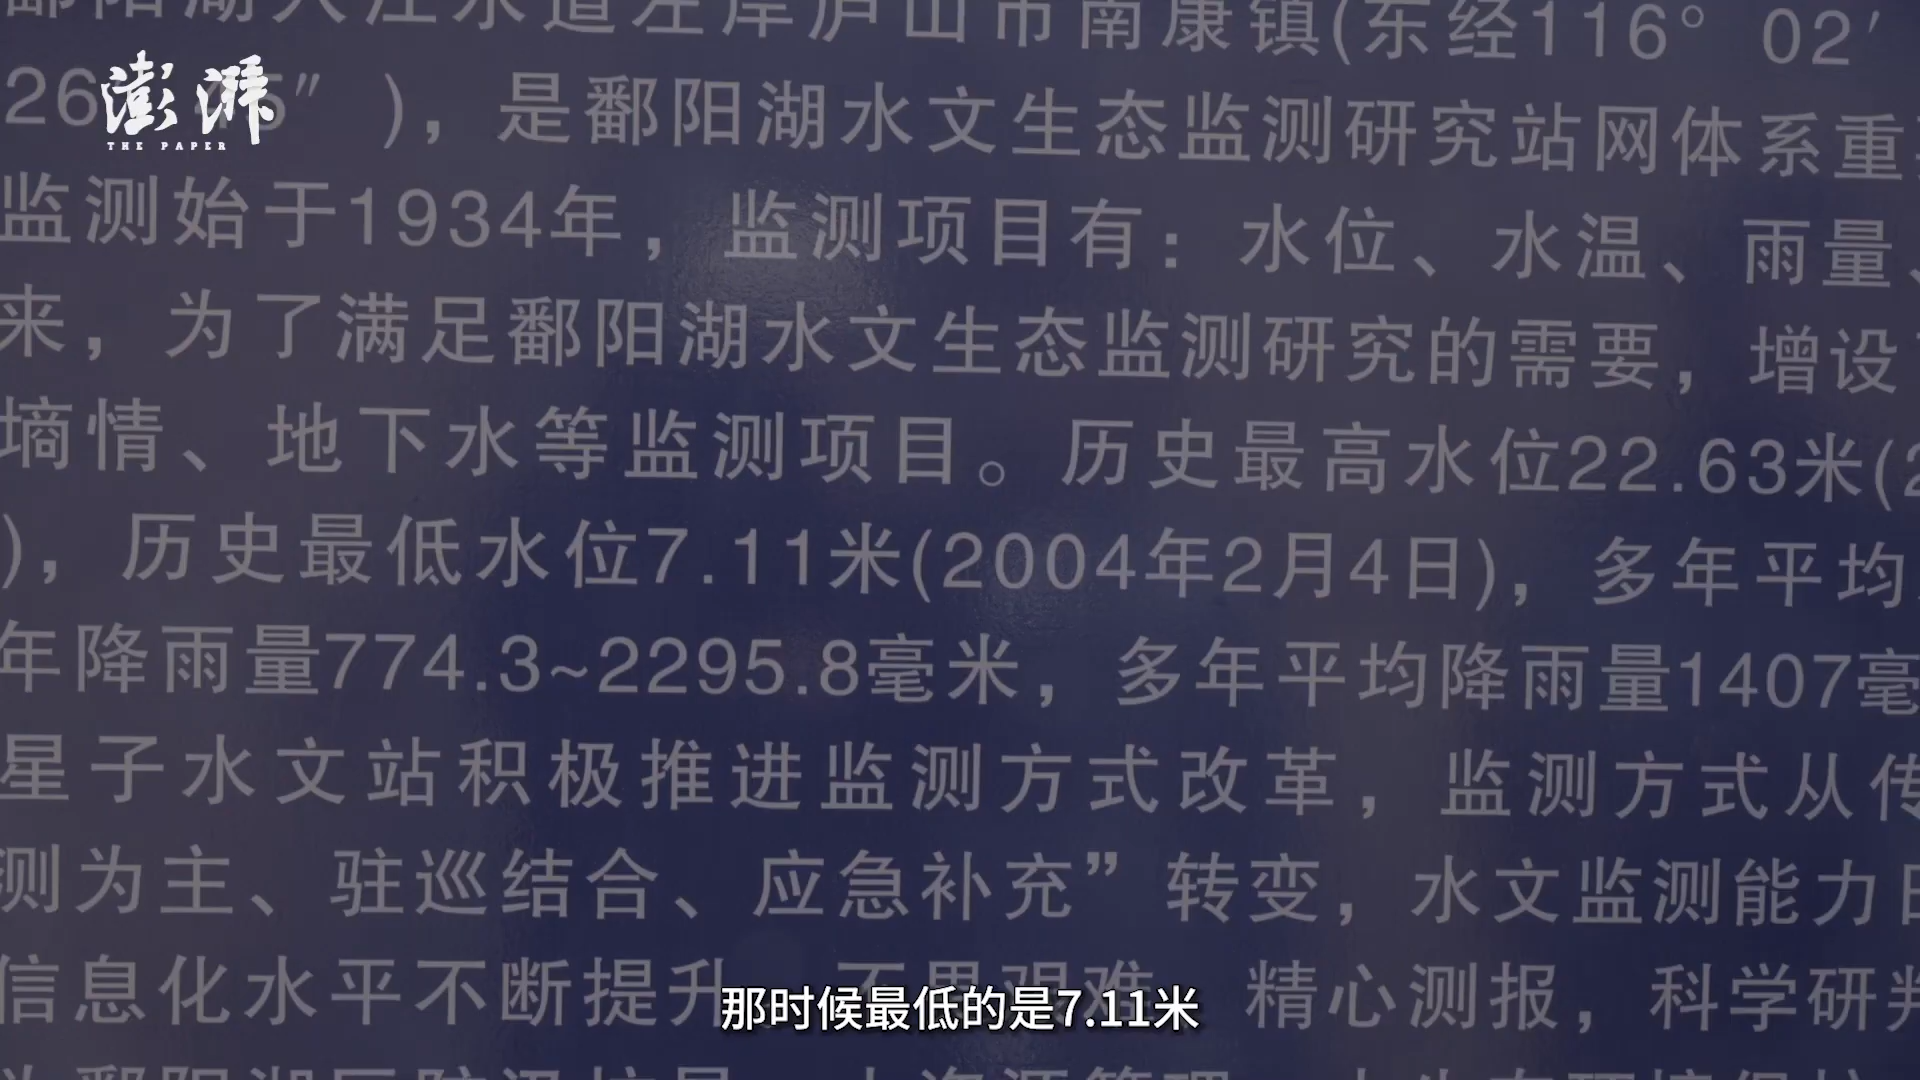 鄱阳湖入江水道左岸庐山市南康镇(东经116° 02′
澎湃
THE PAPER
26 5″ )，是鄱阳湖水文生态监测研究站网体系重
监测始于1934年，监测项目有：水位、水温、雨量、
来，为了满足鄱阳湖水文生态监测研究的需要，增设
墒情、地下水等监测项目。历史最高水位22.63米(2
)，历史最低水位7.11米(2004年2月4日)，多年平均
年降雨量774.3~2295.8毫米，多年平均降雨量1407毫
星子水文站积极推进监测方式改革，监测方式从传
测为主、驻巡结合、应急补充”转变，水文监测能力日
信息化水平不断提升 不畏艰难 精心测报，科学研判
那时候最低的是7.11米